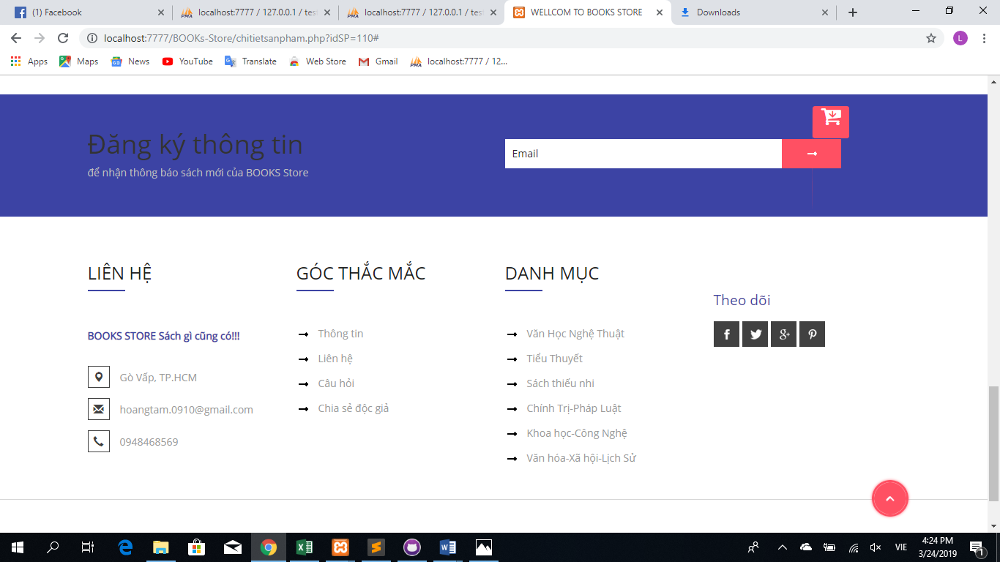 (1) Facebook
localhost:7777 / 127.0.0.1 / tes
localhost:7777 / 127.0.0.1 / tes
WELLCOM TO BOOKS STORE
Downloads
localhost:7777/BOOKs-Store/chitietsanpham.php?idSP=110#
L
Apps
Maps
News
YouTube
Translate
Web Store
Gmail
localhost:7777 / 12...
Đăng ký thông tin
để nhận thông báo sách mới của BOOKS Store
Email
LIÊN HỆ
BOOKS STORE Sách gì cũng có!!!
Gò Vấp, TP.HCM
hoangtam.0910@gmail.com
0948468569
GÓC THẮC MẮC
Thông tin
Liên hệ
Câu hỏi
Chia sẻ độc giả
DANH MỤC
Văn Học Nghệ Thuật
Tiểu Thuyết
Sách thiếu nhi
Chính Trị-Pháp Luật
Khoa học-Công Nghệ
Văn hóa-Xã hội-Lịch Sử
Theo dõi
VIE
4:24 PM
3/24/2019
1